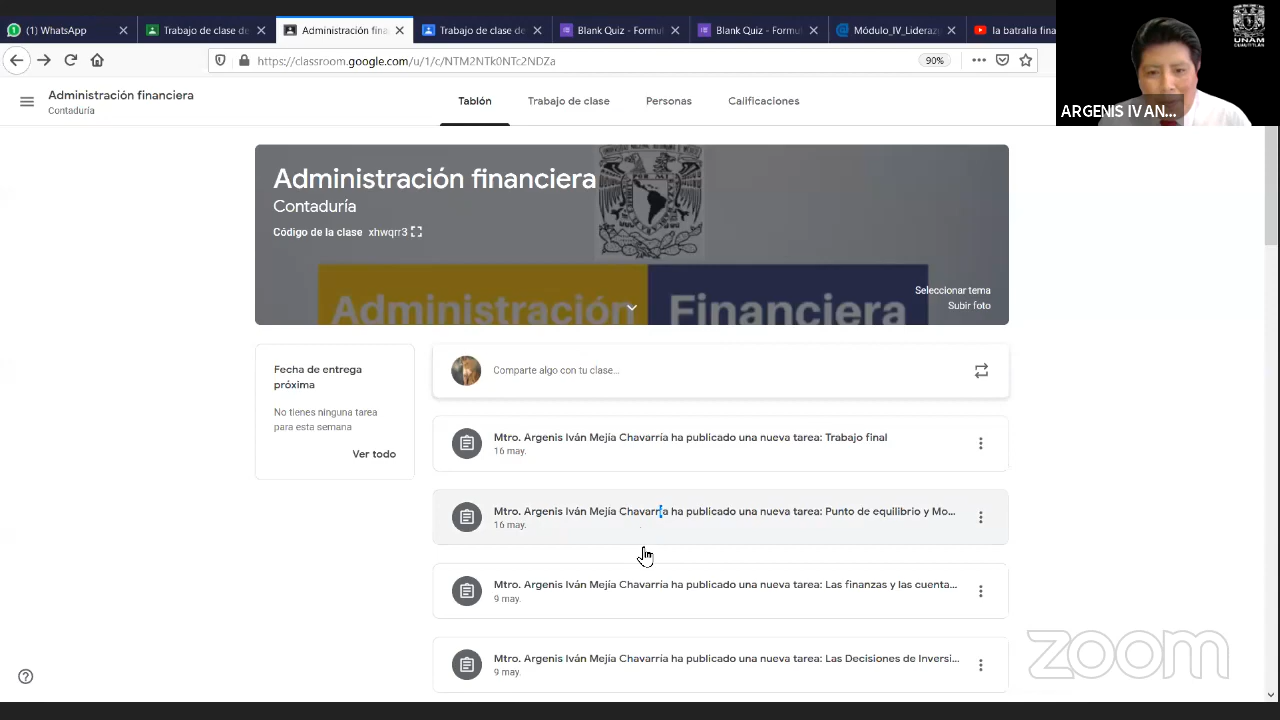 (1) WhatsApp
Trabajo de clase de
Administración fina
Trabajo de clase de
Blank Quiz - Formul
Blank Quiz - Formul
Módulo_IV_Lideraz
la batralla fina
https://classroom.google.com/u/1/c/NTM2NTk0NTc2NDZa
90%
UNAM
CUAUTITLÁN
ARGENIS IVAN...
Administración financiera
Contaduría
Tablón
Trabajo de clase
Personas
Calificaciones
Administración financiera
Contaduría
Código de la clase xhwqrr3
Administración Financiera
Seleccionar tema
Subir foto
Fecha de entrega
próxima
No tienes ninguna tarea
para esta semana
Ver todo
Comparte algo con tu clase...
Mtro. Argenis Iván Mejía Chavarría ha publicado una nueva tarea: Trabajo final
16 may.
Mtro. Argenis Iván Mejía Chavarría ha publicado una nueva tarea: Punto de equilibrio y Mo...
16 may.
Mtro. Argenis Iván Mejía Chavarría ha publicado una nueva tarea: Las finanzas y las cuenta...
9 may.
Mtro. Argenis Iván Mejía Chavarría ha publicado una nueva tarea: Las Decisiones de Inversi...
9 may.
zoom